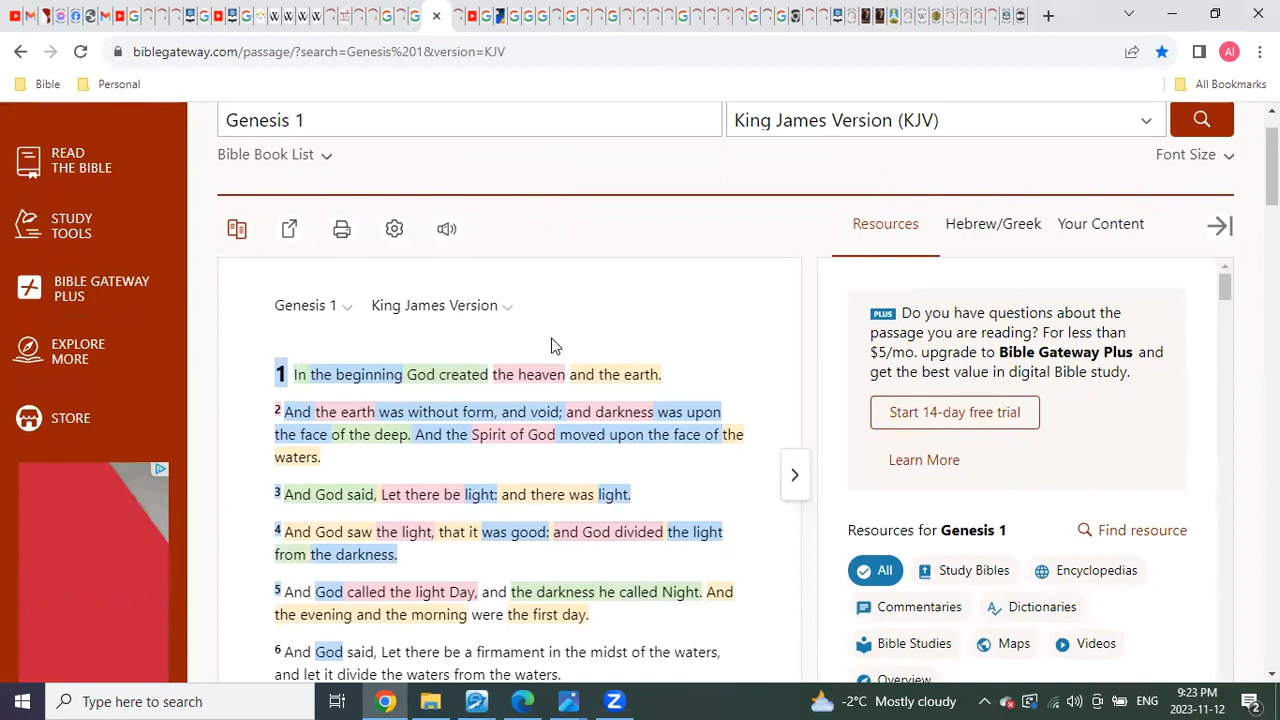 biblegateway.com/passage/?search=Genesis%201&version=KJV
AI
Bible
Personal
All Bookmarks
READ
THE BIBLE
STUDY
TOOLS
BIBLE GATEWAY
PLUS
EXPLORE
MORE
STORE
Genesis 1
King James Version (KJV)
Bible Book List
Font Size
Resources
Hebrew/Greek
Your Content
Genesis 1
King James Version
1 In the beginning God created the heaven and the earth.
2 And the earth was without form, and void; and darkness was upon
the face of the deep. And the Spirit of God moved upon the face of the
waters.
3 And God said, Let there be light: and there was light.
4 And God saw the light, that it was good: and God divided the light
from the darkness.
5 And God called the light Day, and the darkness he called Night. And
the evening and the morning were the first day.
6 And God said, Let there be a firmament in the midst of the waters,
and let it divide the waters from the waters.
PLUS Do you have questions about the
passage you are reading? For less than
$5/mo. upgrade to Bible Gateway Plus and
get the best value in digital Bible study.
Start 14-day free trial
Learn More
Resources for Genesis 1
Find resource
All
Study Bibles
Encyclopedias
Commentaries
Dictionaries
Bible Studies
Maps
Videos
Devotionals
Type here to search
-2°C Mostly cloudy
ENG
9:23 PM
2023-11-12
2